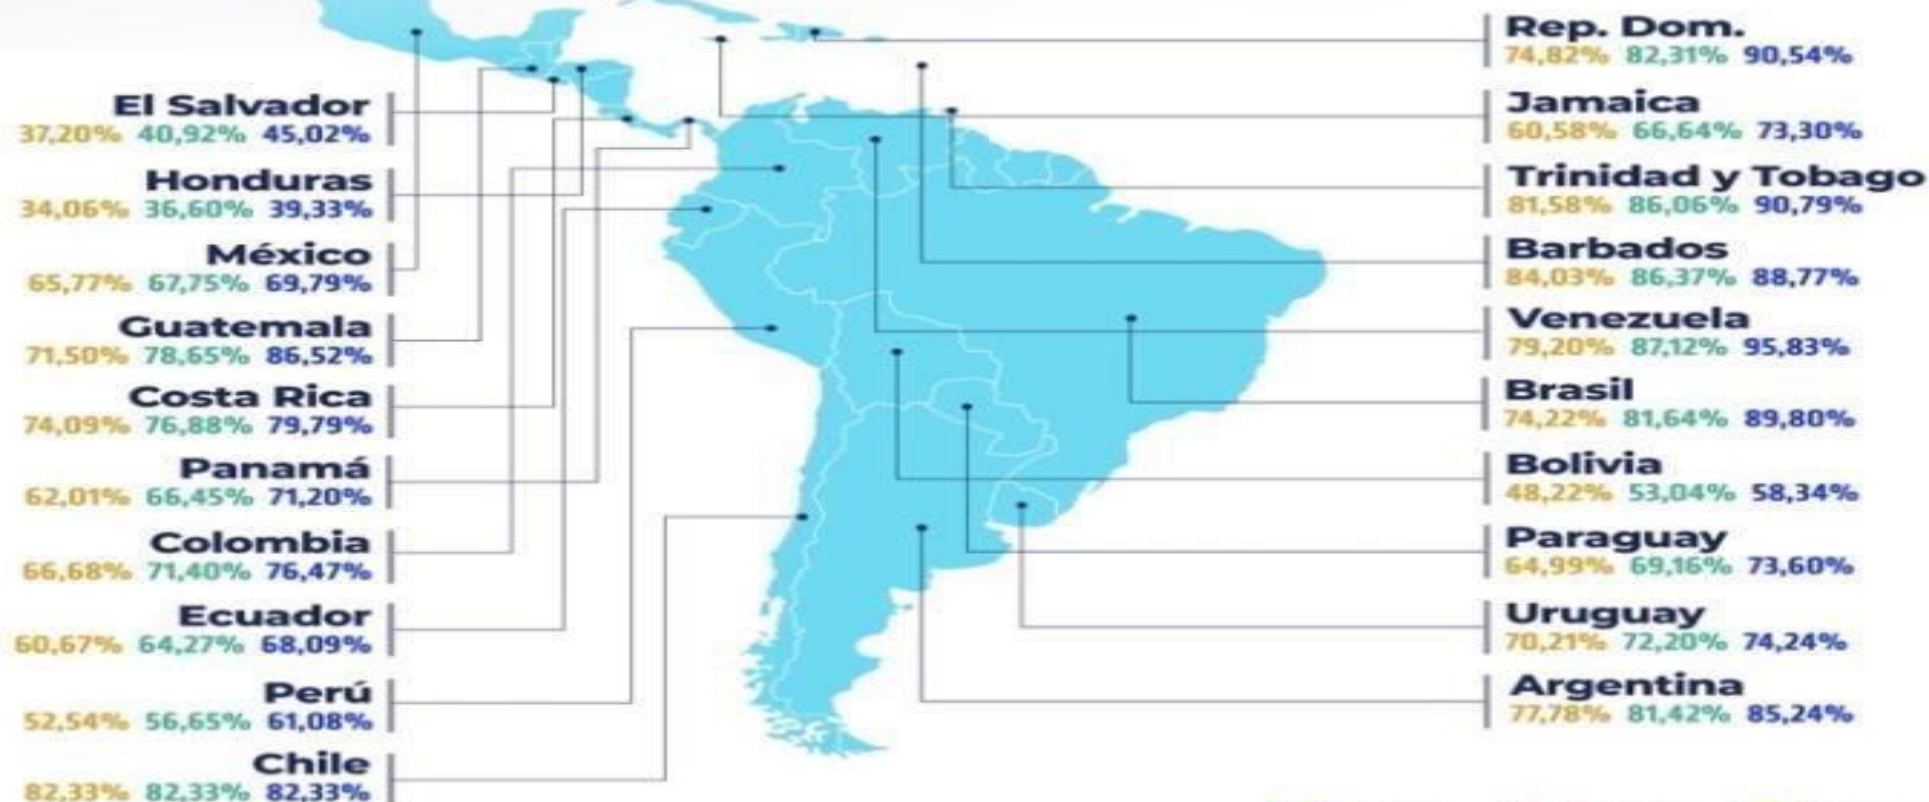 El Salvador
37,20% 40,92% 45,02%
Honduras
34,06% 36,60% 39,33%
México
65,77% 67,75% 69,79%
Guatemala
71,50% 78,65% 86,52%
Costa Rica
74,09% 76,88% 79,79%
Panamá
62,01% 66,45% 71,20%
Colombia
66,68% 71,40% 76,47%
Ecuador
60,67% 64,27% 68,09%
Perú
52,54% 56,65% 61,08%
Chile
82,33% 82,33% 82,33%
Rep. Dom.
74,82% 82,31% 90,54%
Jamaica
60,58% 66,64% 73,30%
Trinidad y Tobago
81,58% 86,06% 90,79%
Barbados
84,03% 86,37% 88,77%
Venezuela
79,20% 87,12% 95,83%
Brasil
74,22% 81,64% 89,80%
Bolivia
48,22% 53,04% 58,34%
Paraguay
64,99% 69,16% 73,60%
Uruguay
70,21% 72,20% 74,24%
Argentina
77,78% 81,42% 85,24%